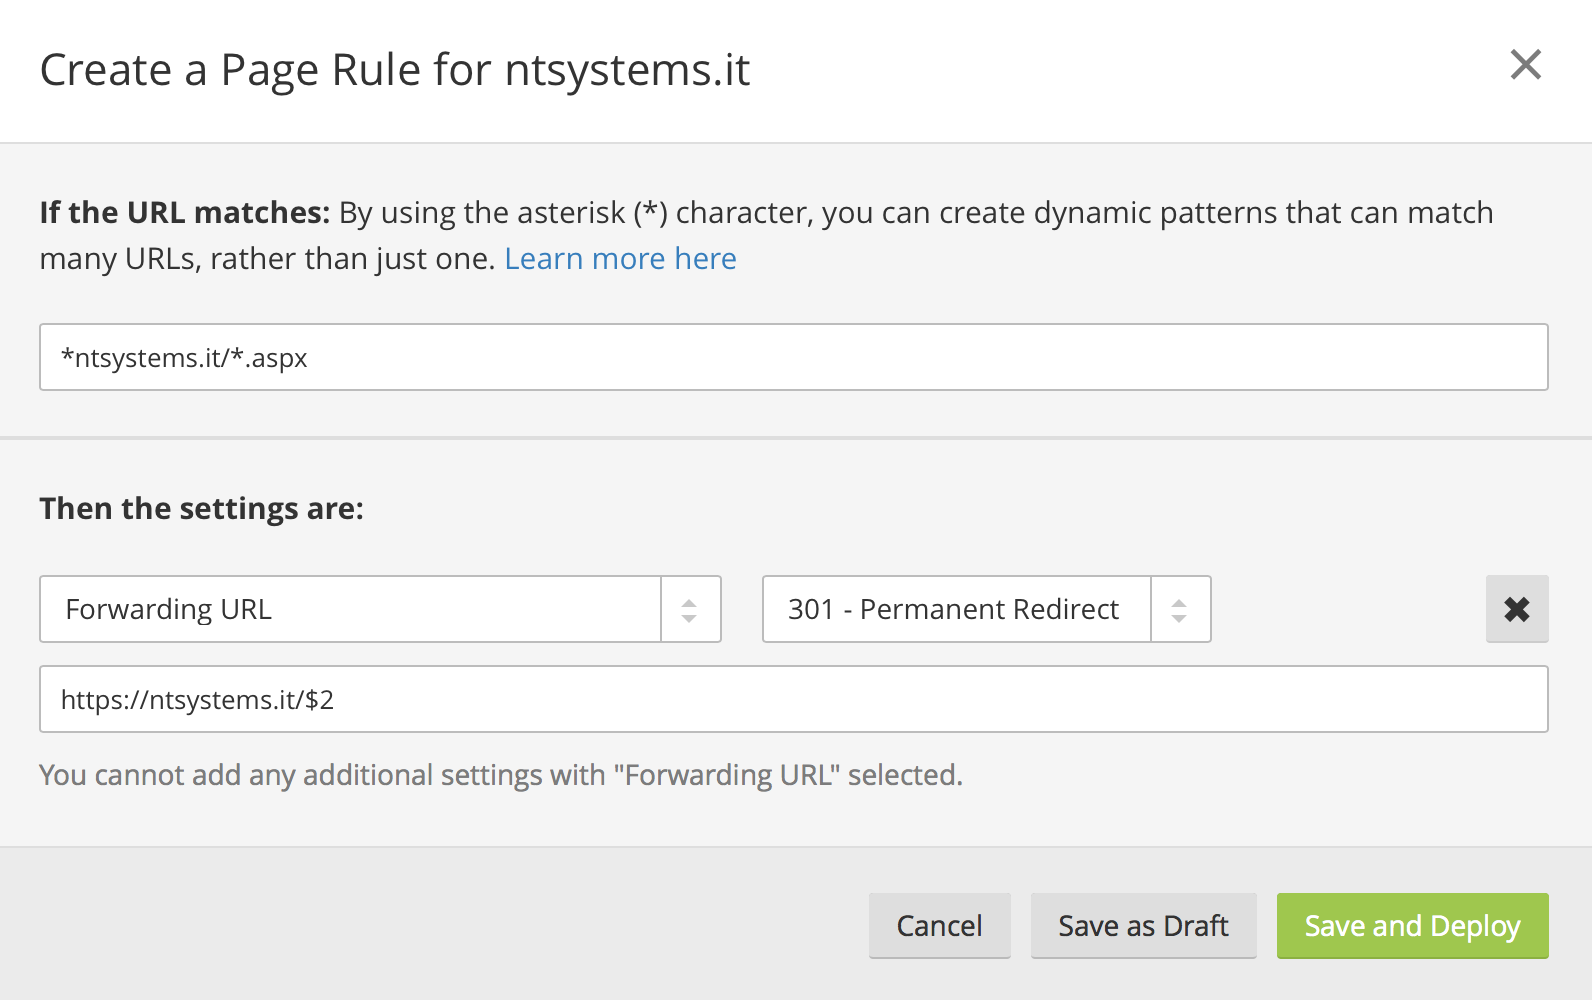 Create a Page Rule for ntsystems.it
If the URL matches: By using the asterisk (*) character, you can create dynamic patterns that can match
many URLs, rather than just one. Learn more here
*ntsystems.it/*.aspx
Then the settings are:
Forwarding URL
301 - Permanent Redirect
https://ntsystems.it/$2
You cannot add any additional settings with "Forwarding URL" selected.
Cancel
Save as Draft
Save and Deploy